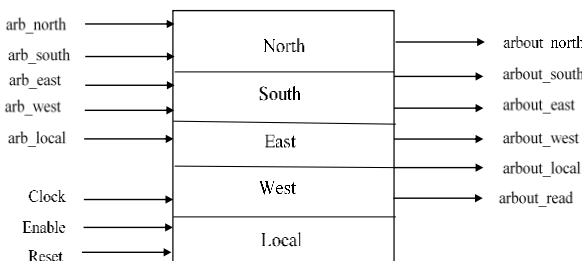 arb_north
arb_south
arb_east
arb_west
arb_local
Clock
Enable
Reset
North
South
East
West
Local
arbout_north
arbout_south
arbout_east
arbout_west
arbout_local
arbout_read